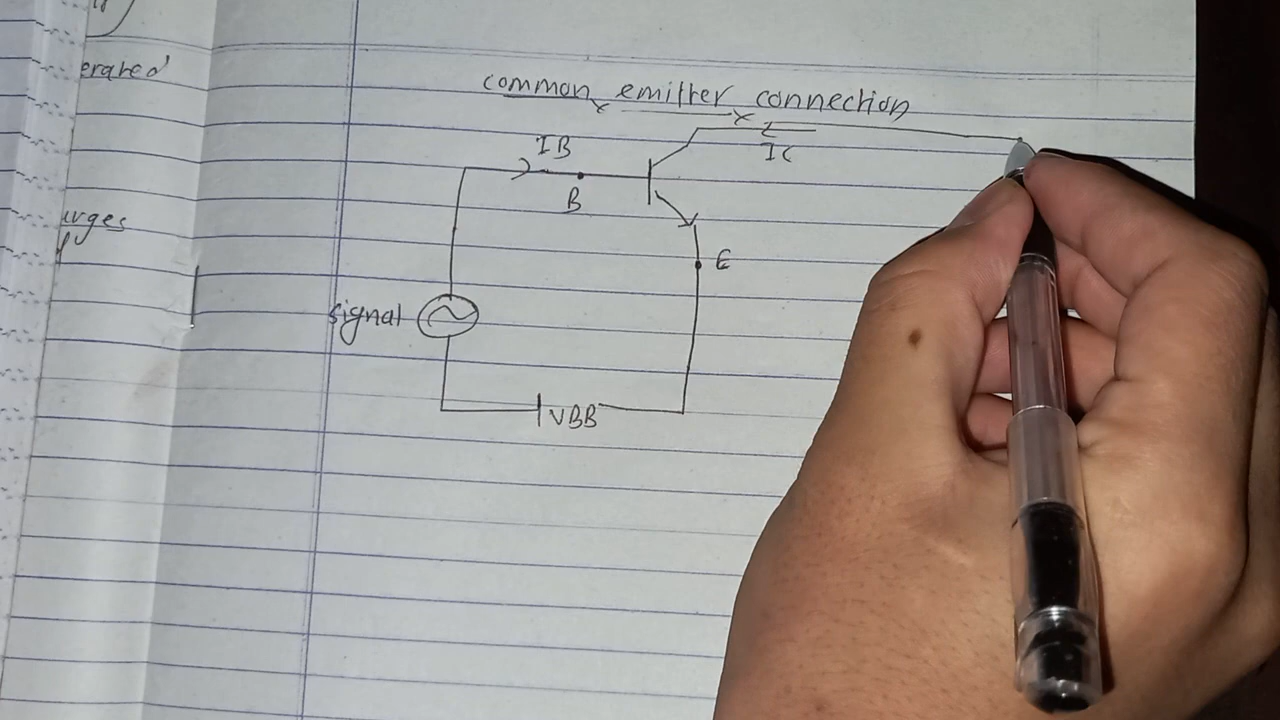 common emitter connection
IB
IC
B
E
signal
VBB
erated
urges